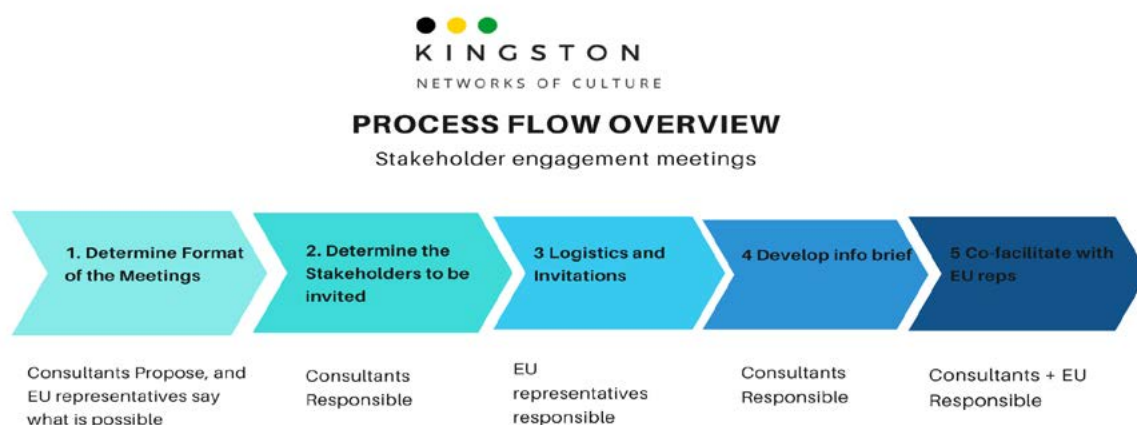 KINGSTON
NETWORKS OF CULTURE
PROCESS FLOW OVERVIEW
Stakeholder engagement meetings
1. Determine Format
of the Meetings
2. Determine the
Stakeholders to be
invited
3 Logistics and
Invitations
4 Develop info brief
5 Co-facilitate with
EU reps
Consultants Propose, and
EU representatives say
what is possible
Consultants
Responsible
EU
representatives
responsible
Consultants
Responsible
Consultants + EU
Responsible